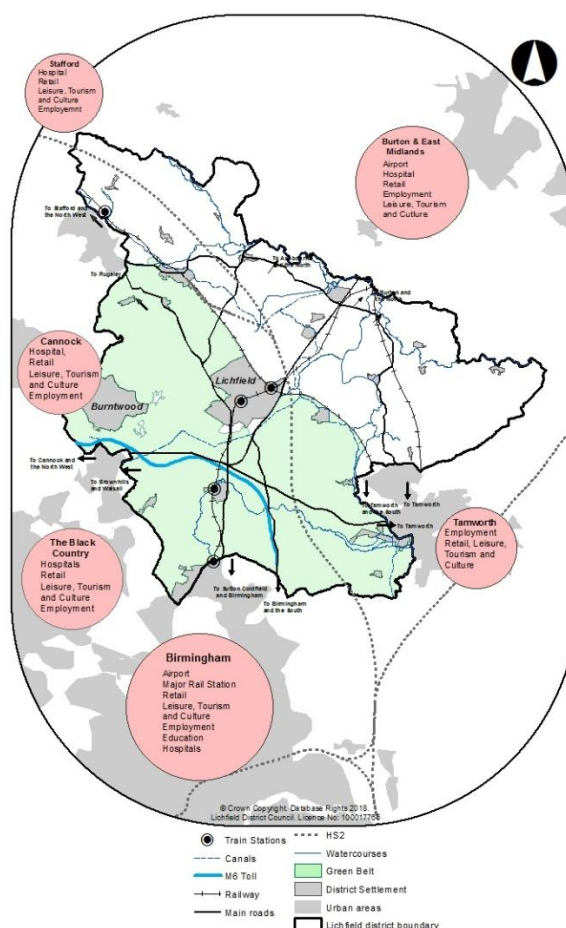 Stafford
Hospital
Retail
Leisure, Tourism
and Culture
Employemnt
Burton & East
Midlands
Airport
Hospital
Retail
Employment
Leisure, Tourism
and Cutlure
To Stafford and
the North West
To Rugeley
Cannock
Hospital,
Retail
Leisure, Tourism
and Culture
Employment
Lichfield
Burntwood
To Cannock and
the North West
To Brownhills
and Walsall
To Tamworth
and the South
To Tamworth
To Tamworth
The Black
Country
Hospitals
Retail
Leisure, Tourism
and Culture
Employment
Tamworth
Employment
Retail, Leisure,
Tourism and
Culture
To Sutton Coldfield
and Birmingham
To Birmingham
and the South
Birmingham
Airport
Major Rail Station
Retail
Leisure, Tourism
and Culture
Employment
Education
Hospitals
© Crown Copyright. Database Rights 2018.
Lichfield District Council. Licence No: 100017765
Train Stations
HS2
Canals
Watercourses
M6 Toll
Green Belt
Railway
District Settlement
Main roads
Urban areas
Lichfield district boundary